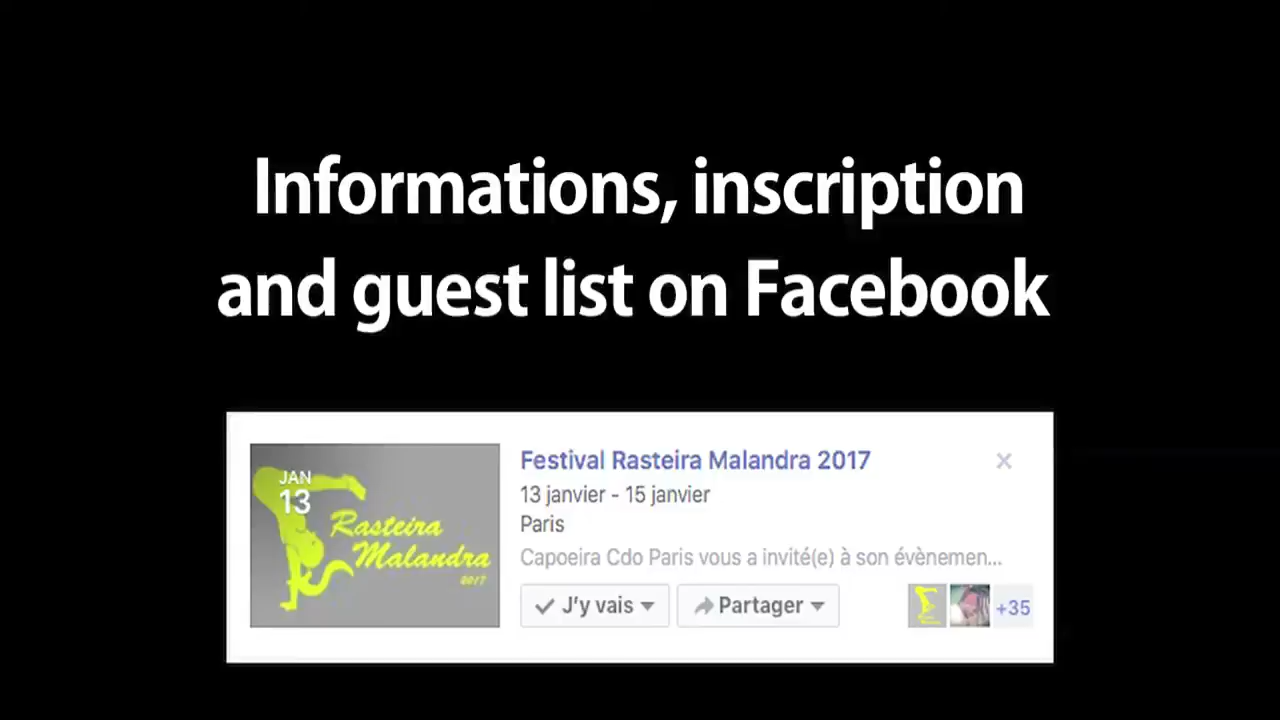 Informations, inscription
and guest list on Facebook
JAN
13
Rasteira
Malandra
2017
Festival Rasteira Malandra 2017
13 janvier - 15 janvier
Paris
Capoeira Cdo Paris vous a invité(e) à son évènemen...
J'y vais
Partager
+35